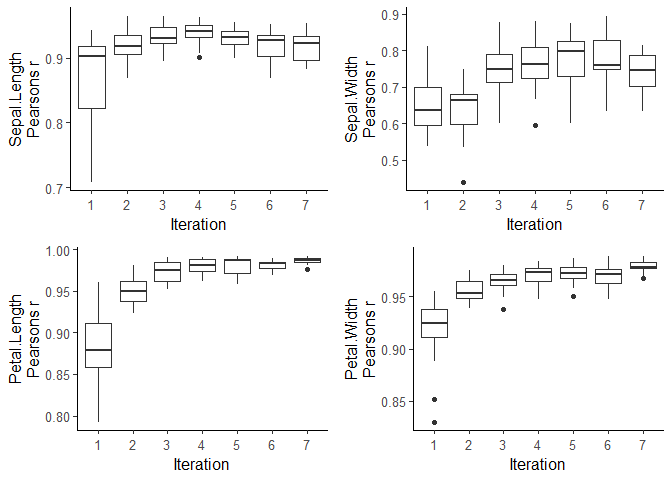 Sepal.Length
Pearsons r
0.9
0.8
0.7
1 2 3 4 5 6 7
Iteration
Sepal.Width
Pearsons r
0.9
0.8
0.7
0.6
0.5
1 2 3 4 5 6 7
Iteration
Petal.Length
Pearsons r
1.00
0.95
0.90
0.85
0.80
1 2 3 4 5 6 7
Iteration
Petal.Width
Pearsons r
0.95
0.90
0.85
1 2 3 4 5 6 7
Iteration